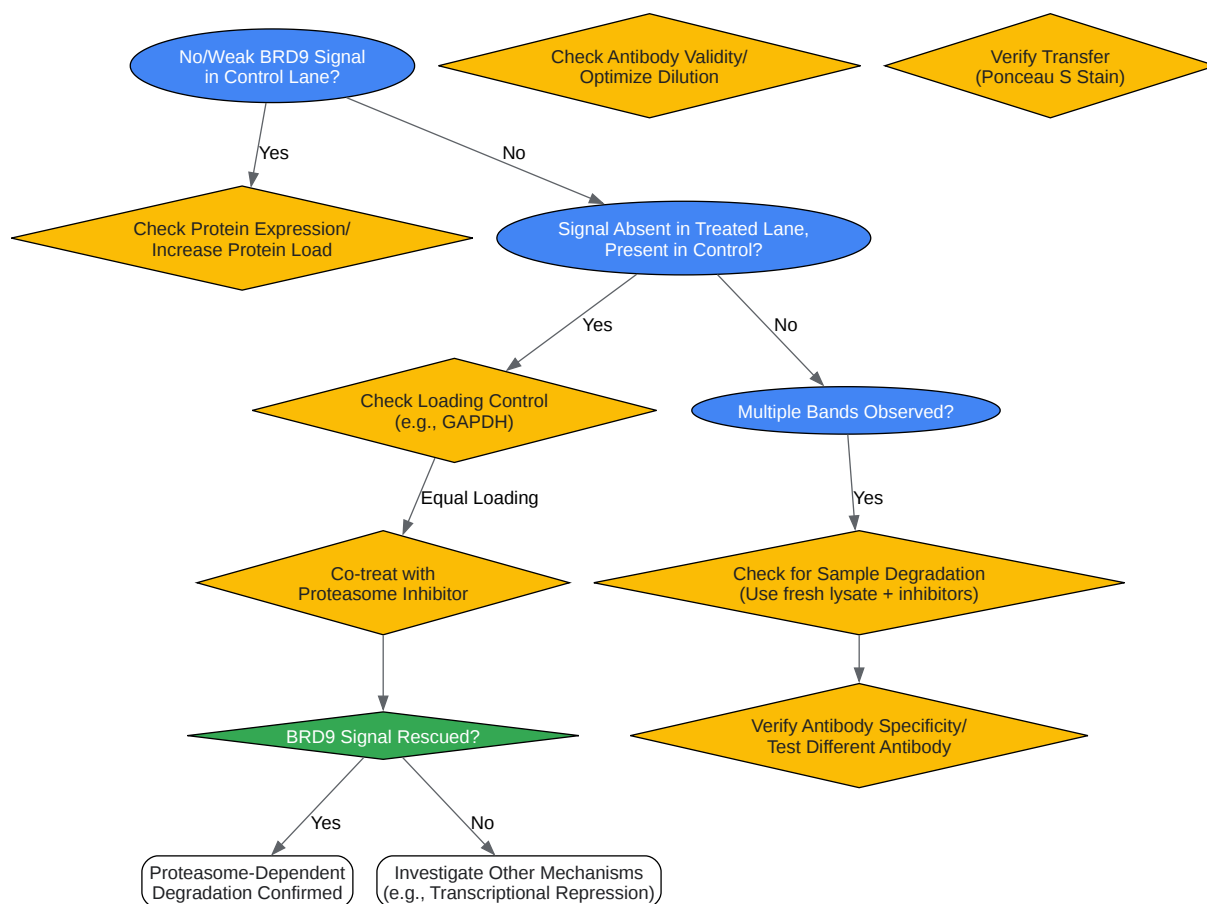 No/Weak BRD9 Signal
in Control Lane?
Check Antibody Validity/
Optimize Dilution
Verify Transfer
(Ponceau S Stain)
Yes
No
Check Protein Expression/
Increase Protein Load
Signal Absent in Treated Lane,
Present in Control?
Yes
No
Check Loading Control
(e.g., GAPDH)
Multiple Bands Observed?
Equal Loading
Yes
Co-treat with
Proteasome Inhibitor
Check for Sample Degradation
(Use fresh lysate + inhibitors)
BRD9 Signal Rescued?
Verify Antibody Specificity/
Test Different Antibody
Yes
No
Proteasome-Dependent
Degradation Confirmed
Investigate Other Mechanisms
(e.g., Transcriptional Repression)